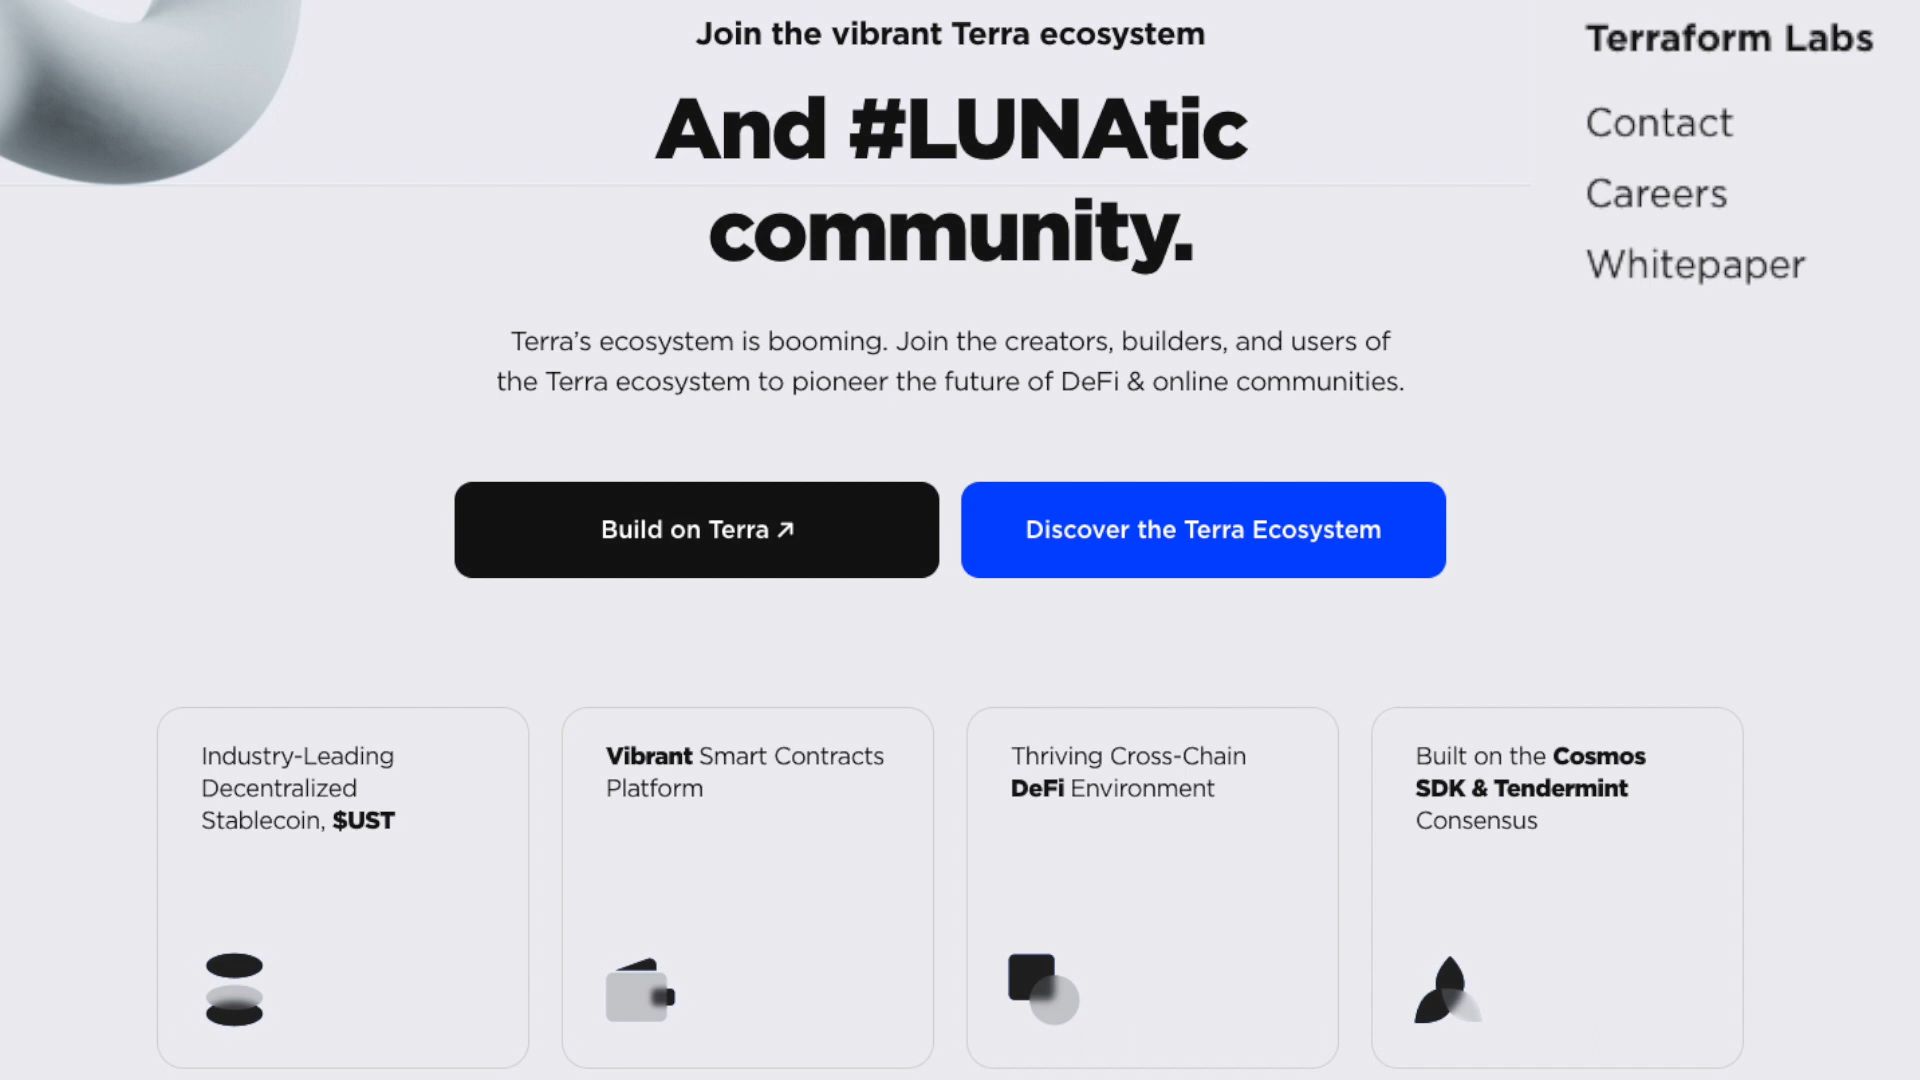 Join the vibrant Terra ecosystem
And #LUNAtic
community.
Terra’s ecosystem is booming. Join the creators, builders, and users of
the Terra ecosystem to pioneer the future of DeFi & online communities.
Build on Terra ↗
Discover the Terra Ecosystem
Terraform Labs
Contact
Careers
Whitepaper
Industry-Leading
Decentralized
Stablecoin, $UST
Vibrant Smart Contracts
Platform
Thriving Cross-Chain
DeFi Environment
Built on the Cosmos
SDK & Tendermint
Consensus